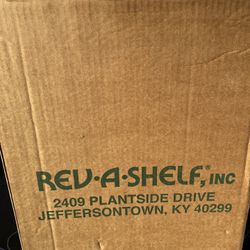 REV·A·SHELF®, INC
2409 PLANTSIDE DRIVE
JEFFERSONTOWN, KY 40299